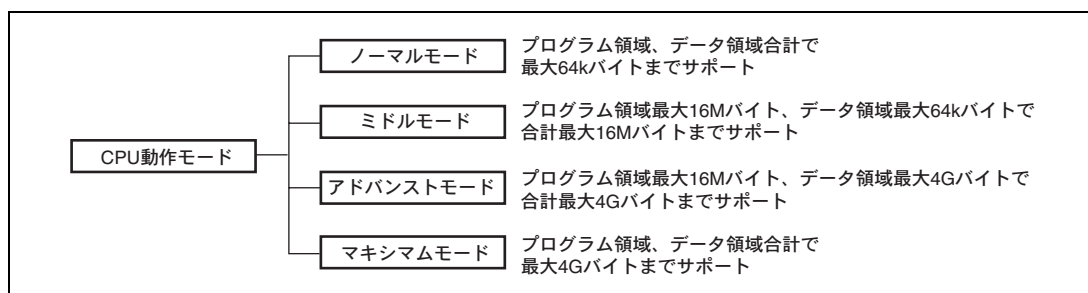 ノーマルモード
プログラム領域、データ領域合計で
最大64kバイトまでサポート
ミドルモード
プログラム領域最大16Mバイト、データ領域最大64kバイトで
合計最大16Mバイトまでサポート
CPU動作モード
アドバンストモード
プログラム領域最大16Mバイト、データ領域最大4Gバイトで
合計最大4Gバイトまでサポート
マキシマムモード
プログラム領域、データ領域合計で
最大4Gバイトまでサポート